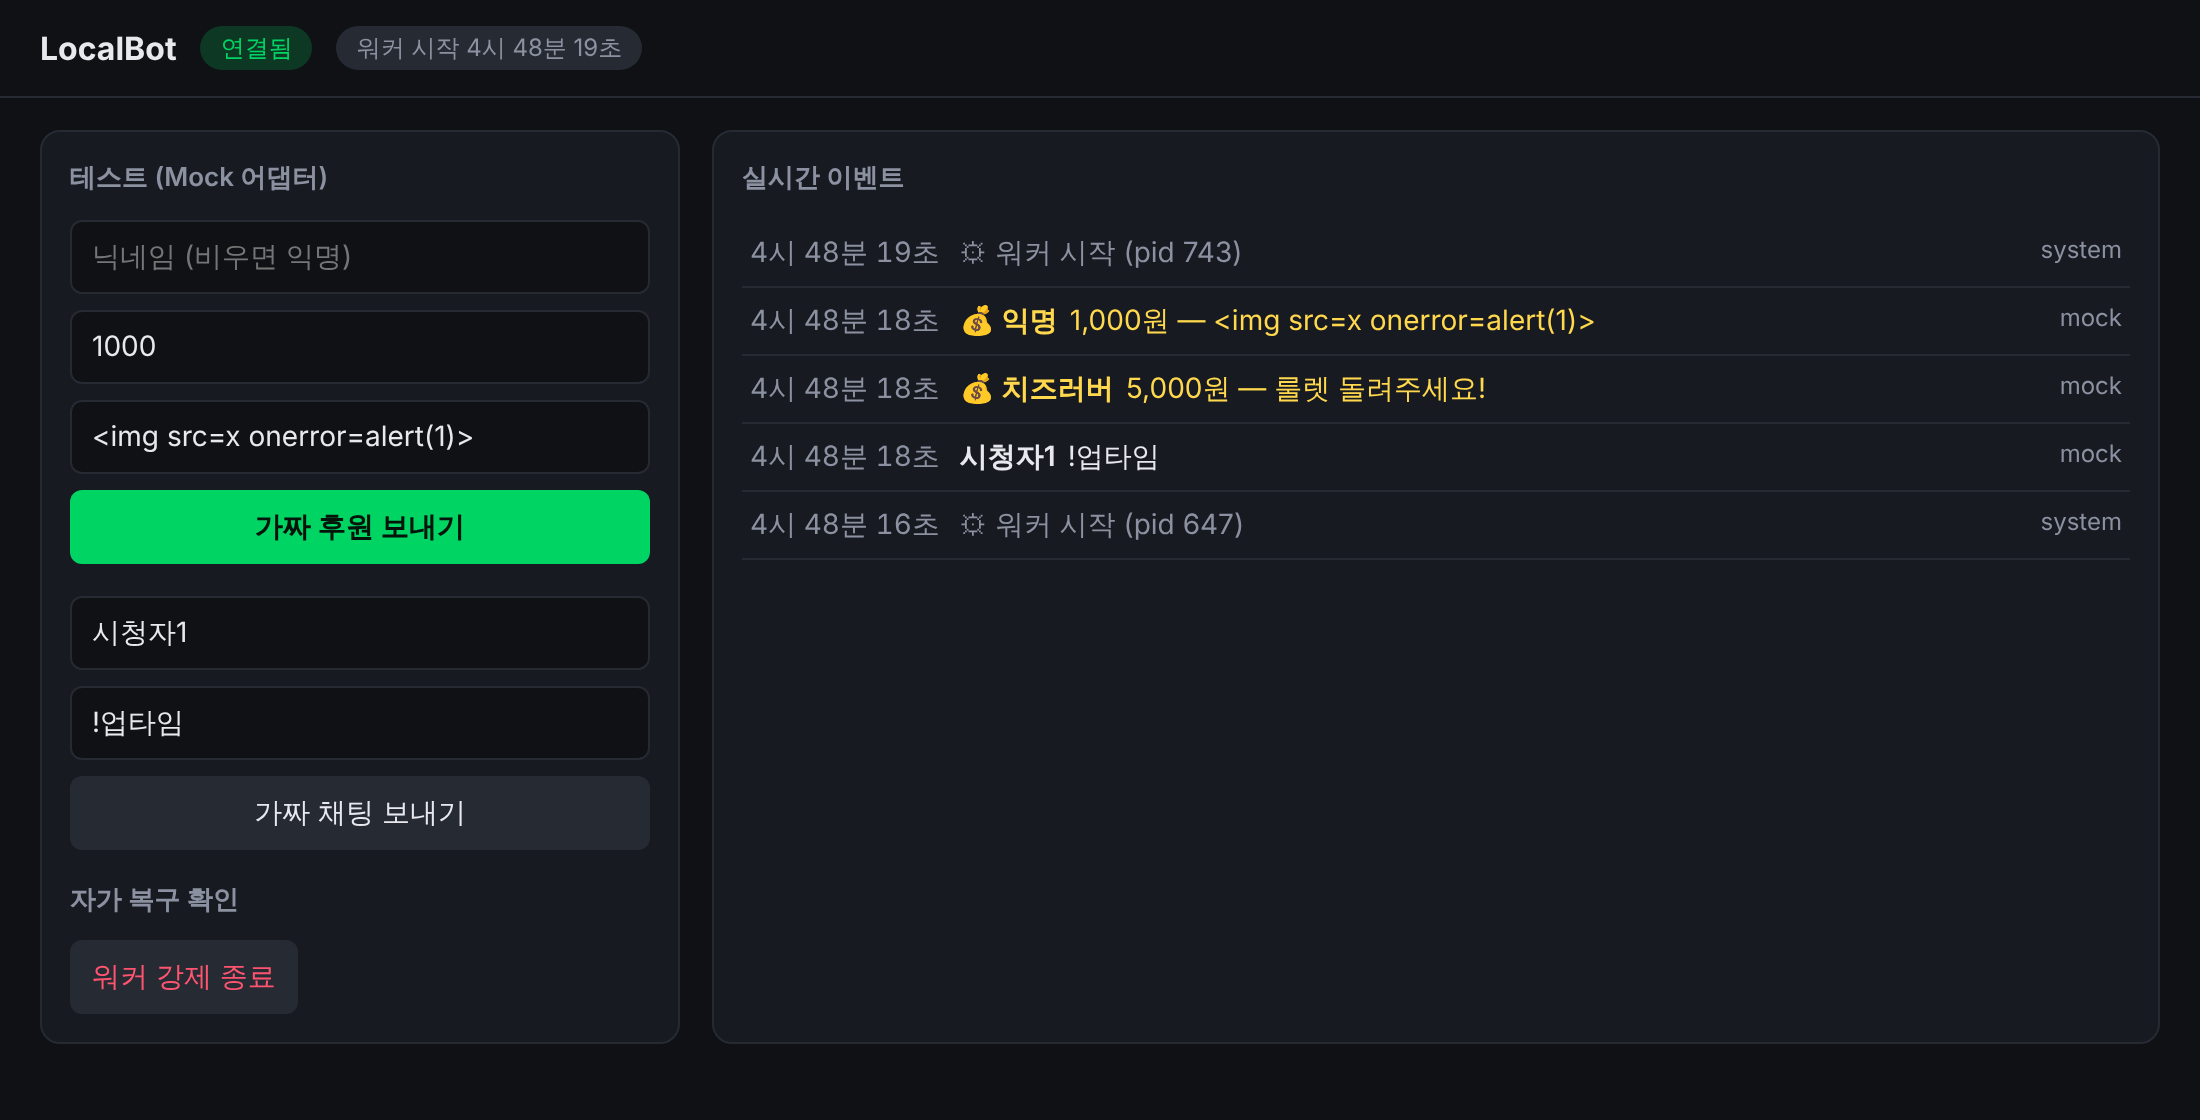 LocalBot 연결됨 워커 시작 4시 48분 19초
테스트 (Mock 어댑터)
닉네임 (비우면 익명)
1000
<img src=x onerror=alert(1)>
가짜 후원 보내기
시청자1
!업타임
가짜 채팅 보내기
자가 복구 확인
워커 강제 종료
실시간 이벤트
4시 48분 19초 워커 시작 (pid 743) system
4시 48분 18초 💰 익명 1,000원 — <img src=x onerror=alert(1)> mock
4시 48분 18초 💰 치즈러버 5,000원 — 룰렛 돌려주세요! mock
4시 48분 18초 시청자1 !업타임 mock
4시 48분 16초 워커 시작 (pid 647) system